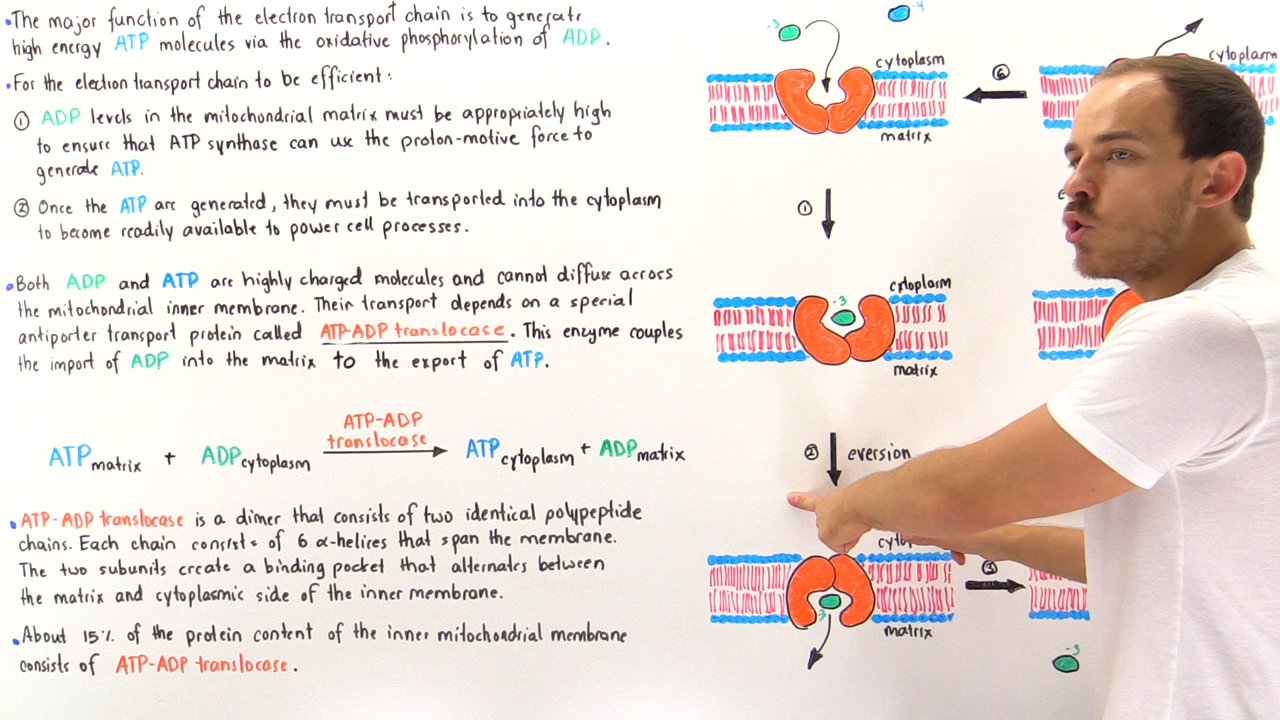 •The major function of the electron transport chain is to generate
high energy ATP molecules via the oxidative phosphorylation of ADP.
•For the electron transport chain to be efficient:
① ADP levels in the mitochondrial matrix must be appropriately high
to ensure that ATP synthase can use the proton-motive force to
generate ATP.
② Once the ATP are generated, they must be transported into the cytoplasm
to become readily available to power cell processes.
•Both ADP and ATP are highly charged molecules and cannot diffuse across
the mitochondrial inner membrane. Their transport depends on a special
antiporter transport protein called ATP-ADP translocase. This enzyme couples
the import of ADP into the matrix to the export of ATP.
ATP-ADP
translocase
ATP matrix + ADP cytoplasm → ATP cytoplasm + ADP matrix
•ATP-ADP translocase is a dimer that consists of two identical polypeptide
chains. Each chain consists of 6 α-helices that span the membrane.
The two subunits create a binding pocket that alternates between
the matrix and cytoplasmic side of the inner membrane.
•About 15% of the protein content of the inner mitochondrial membrane
consists of ATP-ADP translocase.
-3
-4
cytoplasm
matrix
⑥
cytoplasm
①
-3
cytoplasm
matrix
② eversion
cyto
3
matrix
③
-3